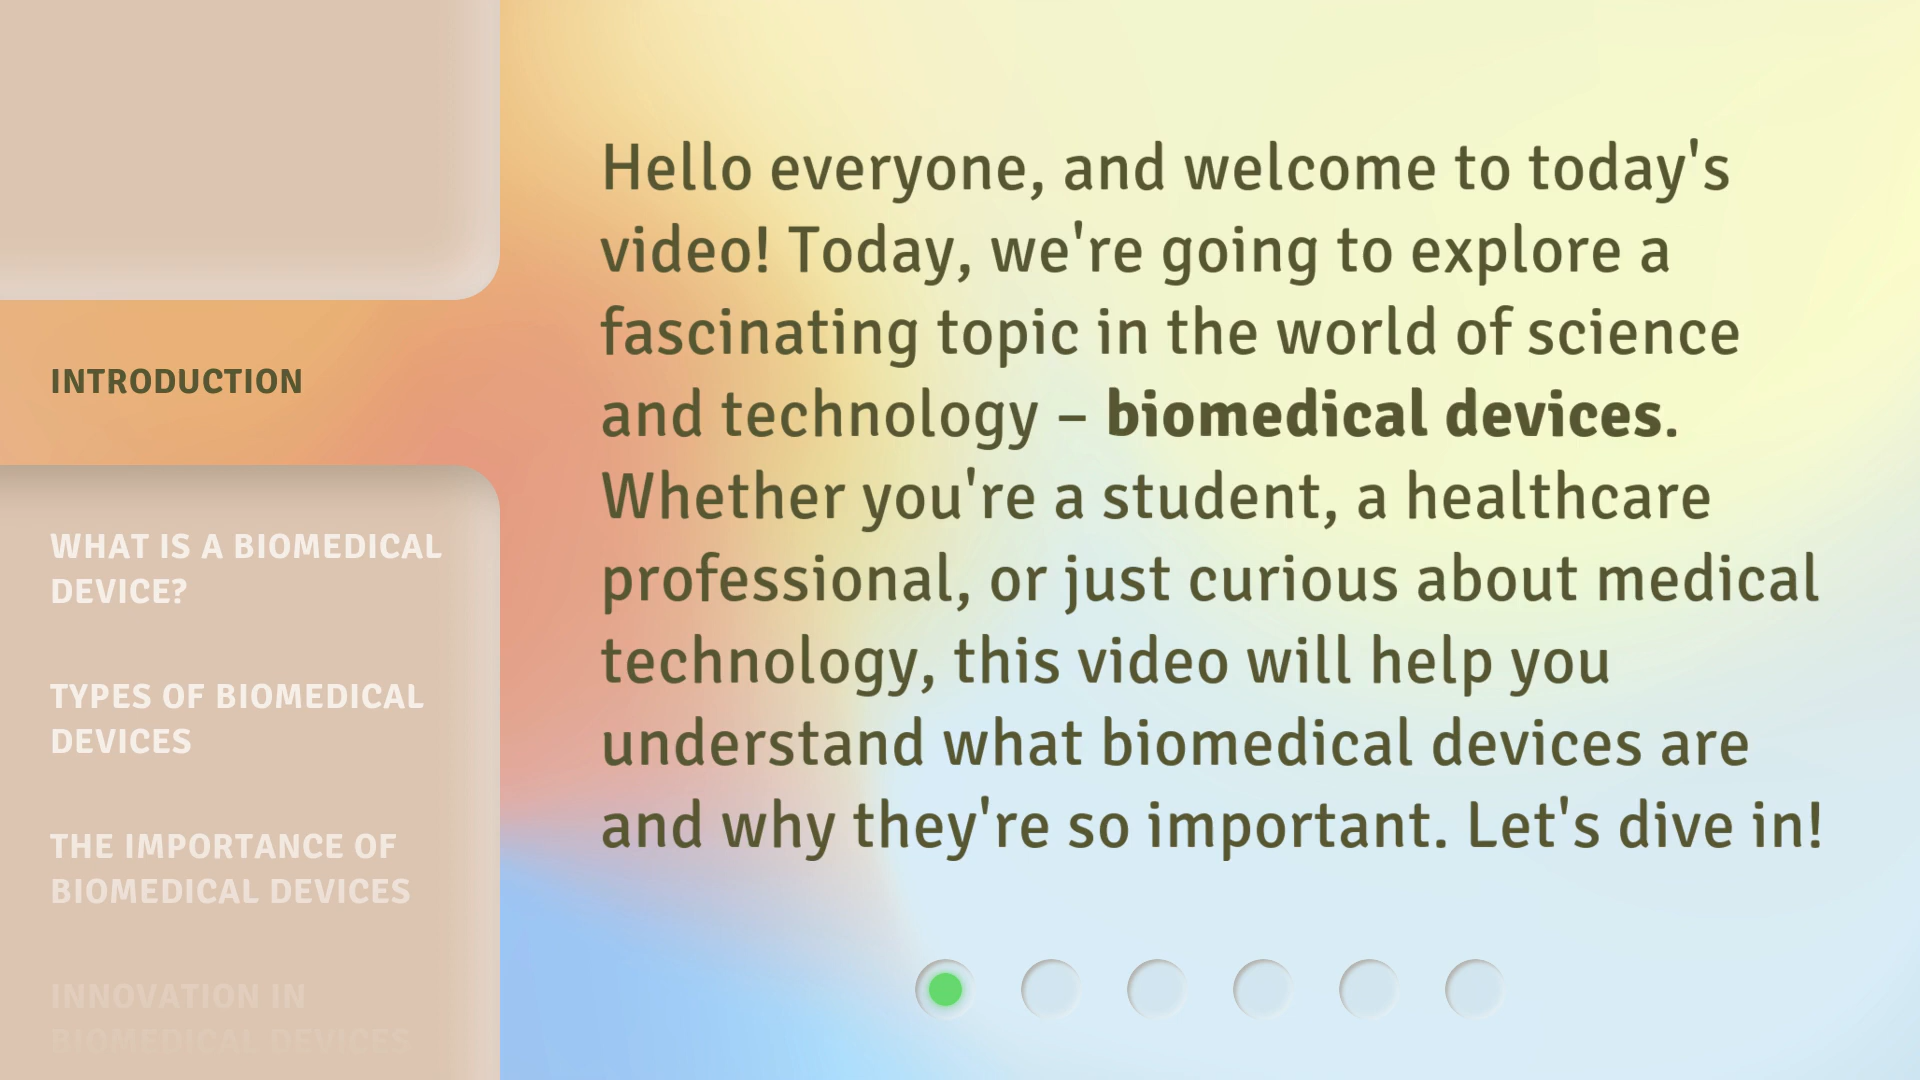 INTRODUCTION
WHAT IS A BIOMEDICAL
DEVICE?
TYPES OF BIOMEDICAL
DEVICES
THE IMPORTANCE OF
BIOMEDICAL DEVICES
INNOVATION IN
BIOMEDICAL DEVICES
Hello everyone, and welcome to today's
video! Today, we're going to explore a
fascinating topic in the world of science
and technology – biomedical devices.
Whether you're a student, a healthcare
professional, or just curious about medical
technology, this video will help you
understand what biomedical devices are
and why they're so important. Let's dive in!